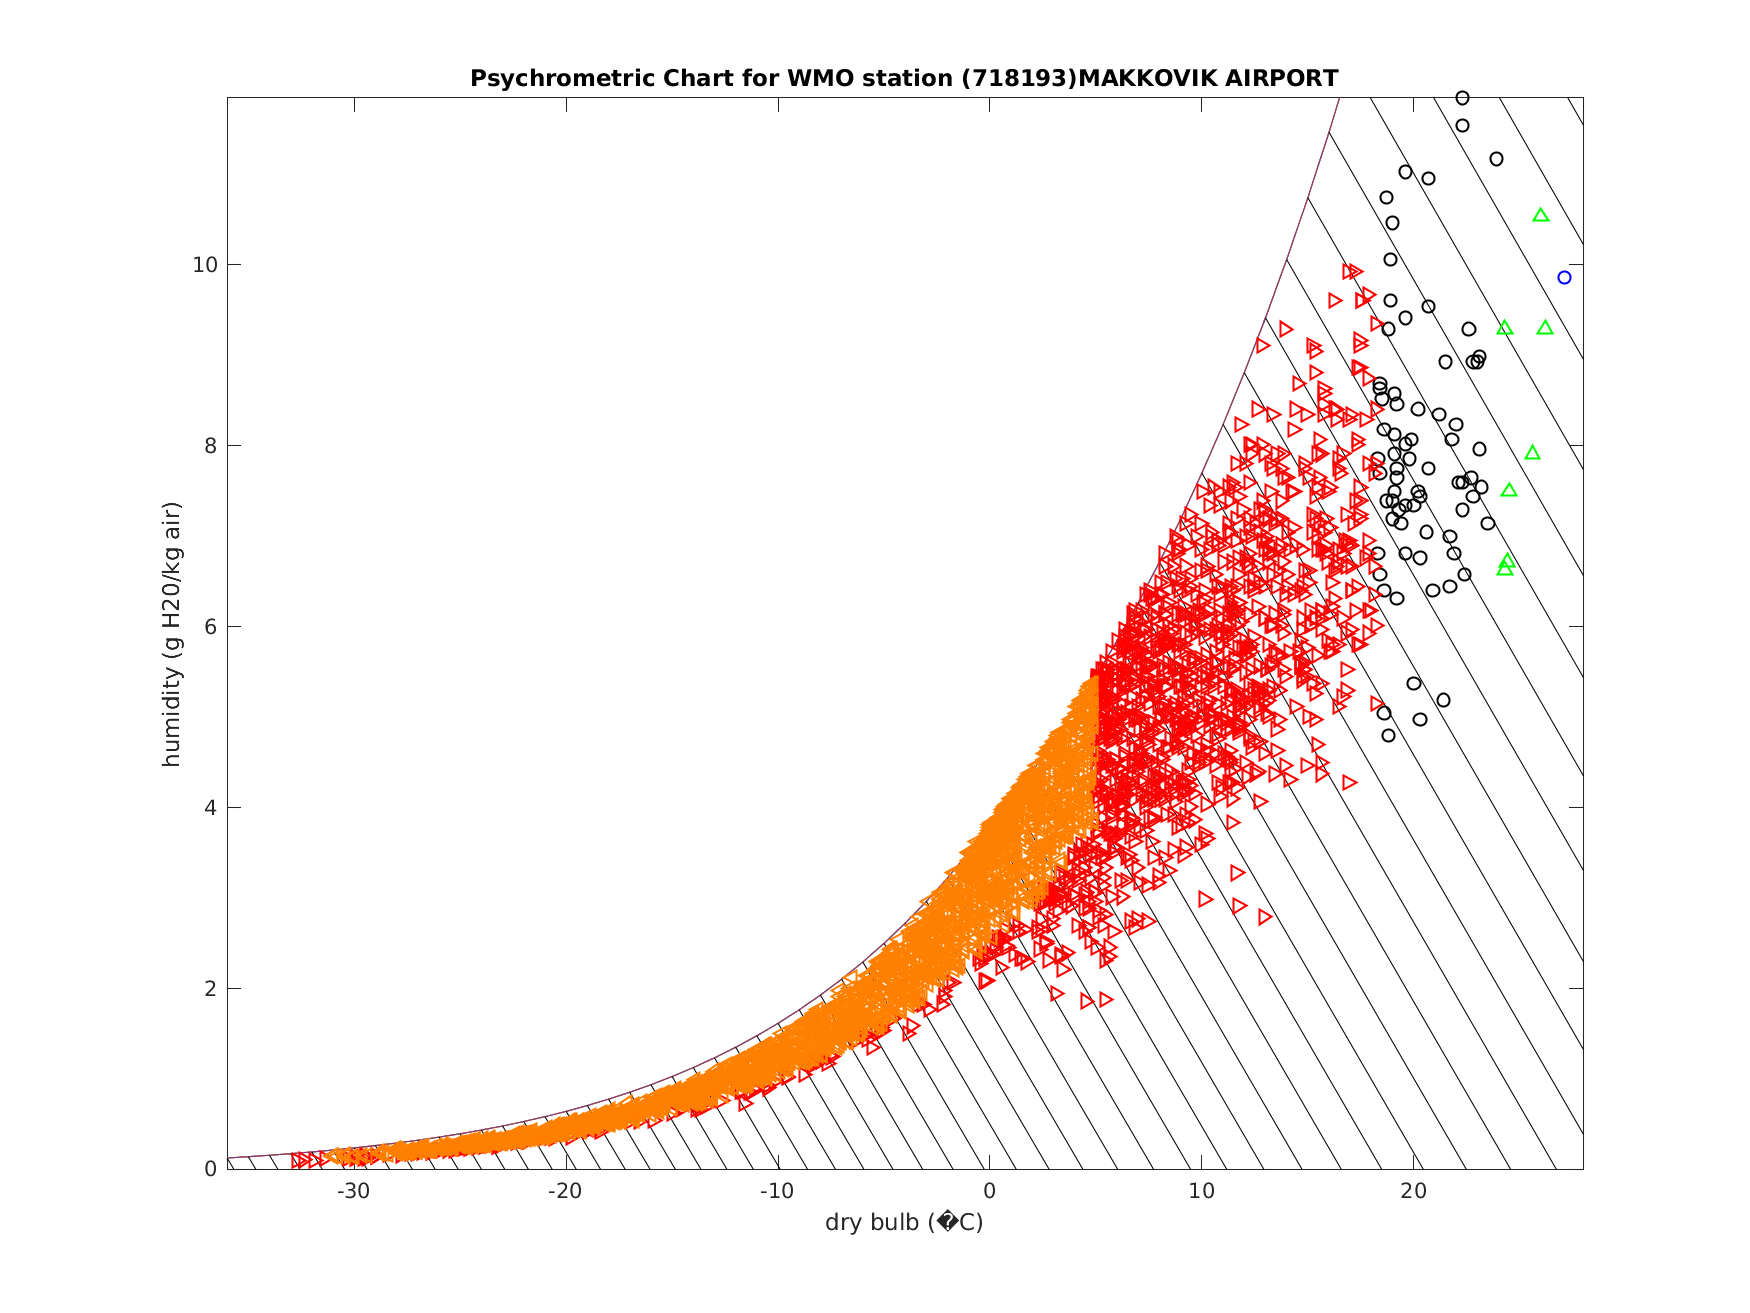 Psychrometric Chart for WMO station (718193)MAKKOVIK AIRPORT
humidity (g H20/kg air)
10
8
6
4
2
0
-30 -20 -10 0 10 20
dry bulb (�C)